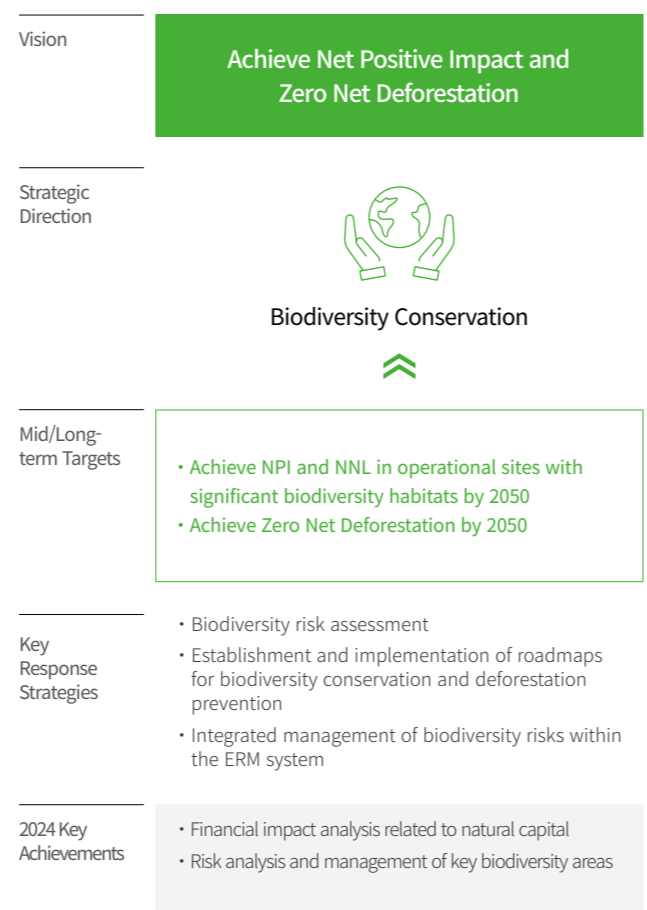 Vision
Achieve Net Positive Impact and
Zero Net Deforestation
Strategic
Direction
Biodiversity Conservation
Mid/Long-
term Targets
・Achieve NPI and NNL in operational sites with
significant biodiversity habitats by 2050
・Achieve Zero Net Deforestation by 2050
Key
Response
Strategies
・Biodiversity risk assessment
・Establishment and implementation of roadmaps
for biodiversity conservation and deforestation
prevention
・Integrated management of biodiversity risks within
the ERM system
2024 Key
Achievements
・Financial impact analysis related to natural capital
・Risk analysis and management of key biodiversity areas